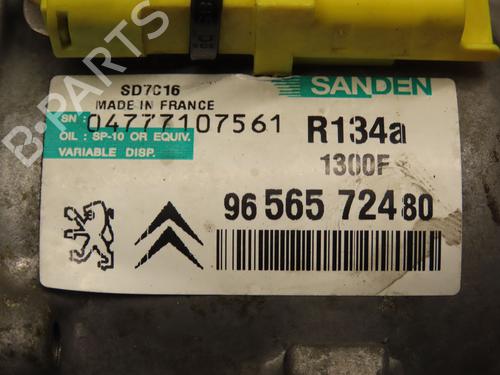 SD7C16
MADE IN FRANCE
SANDEN
SN : 04777107561
OIL : SP-10 OR EQUIV.
VARIABLE DISP.
R134a
1300F
96 565 724 80
B-PARTS